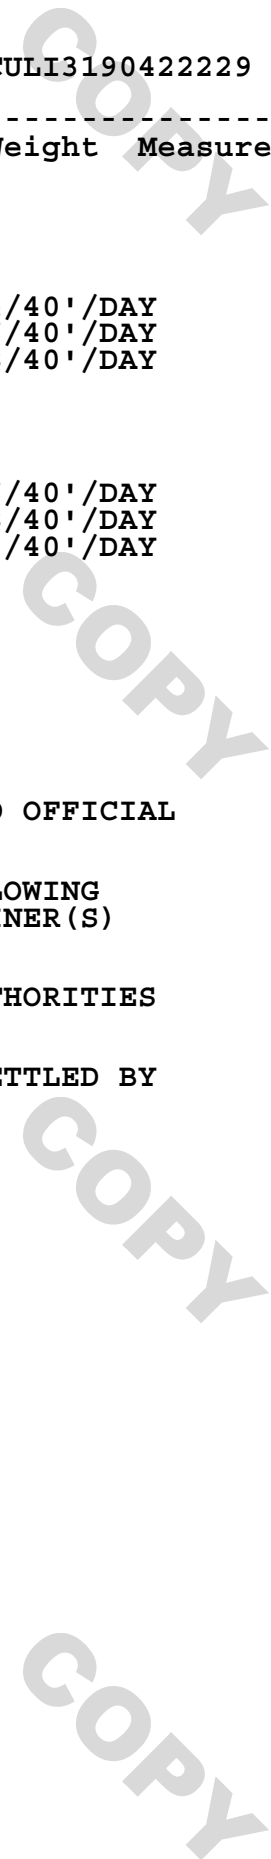 CULI3190422229
COPY
--------------
Weight Measure
/40'/DAY
/40'/DAY
/40'/DAY
/40'/DAY
/40'/DAY
/40'/DAY
COPY
OFFICIAL
LOWING
INER(S)
THORITIES
ETTLED BY
COPY
COPY